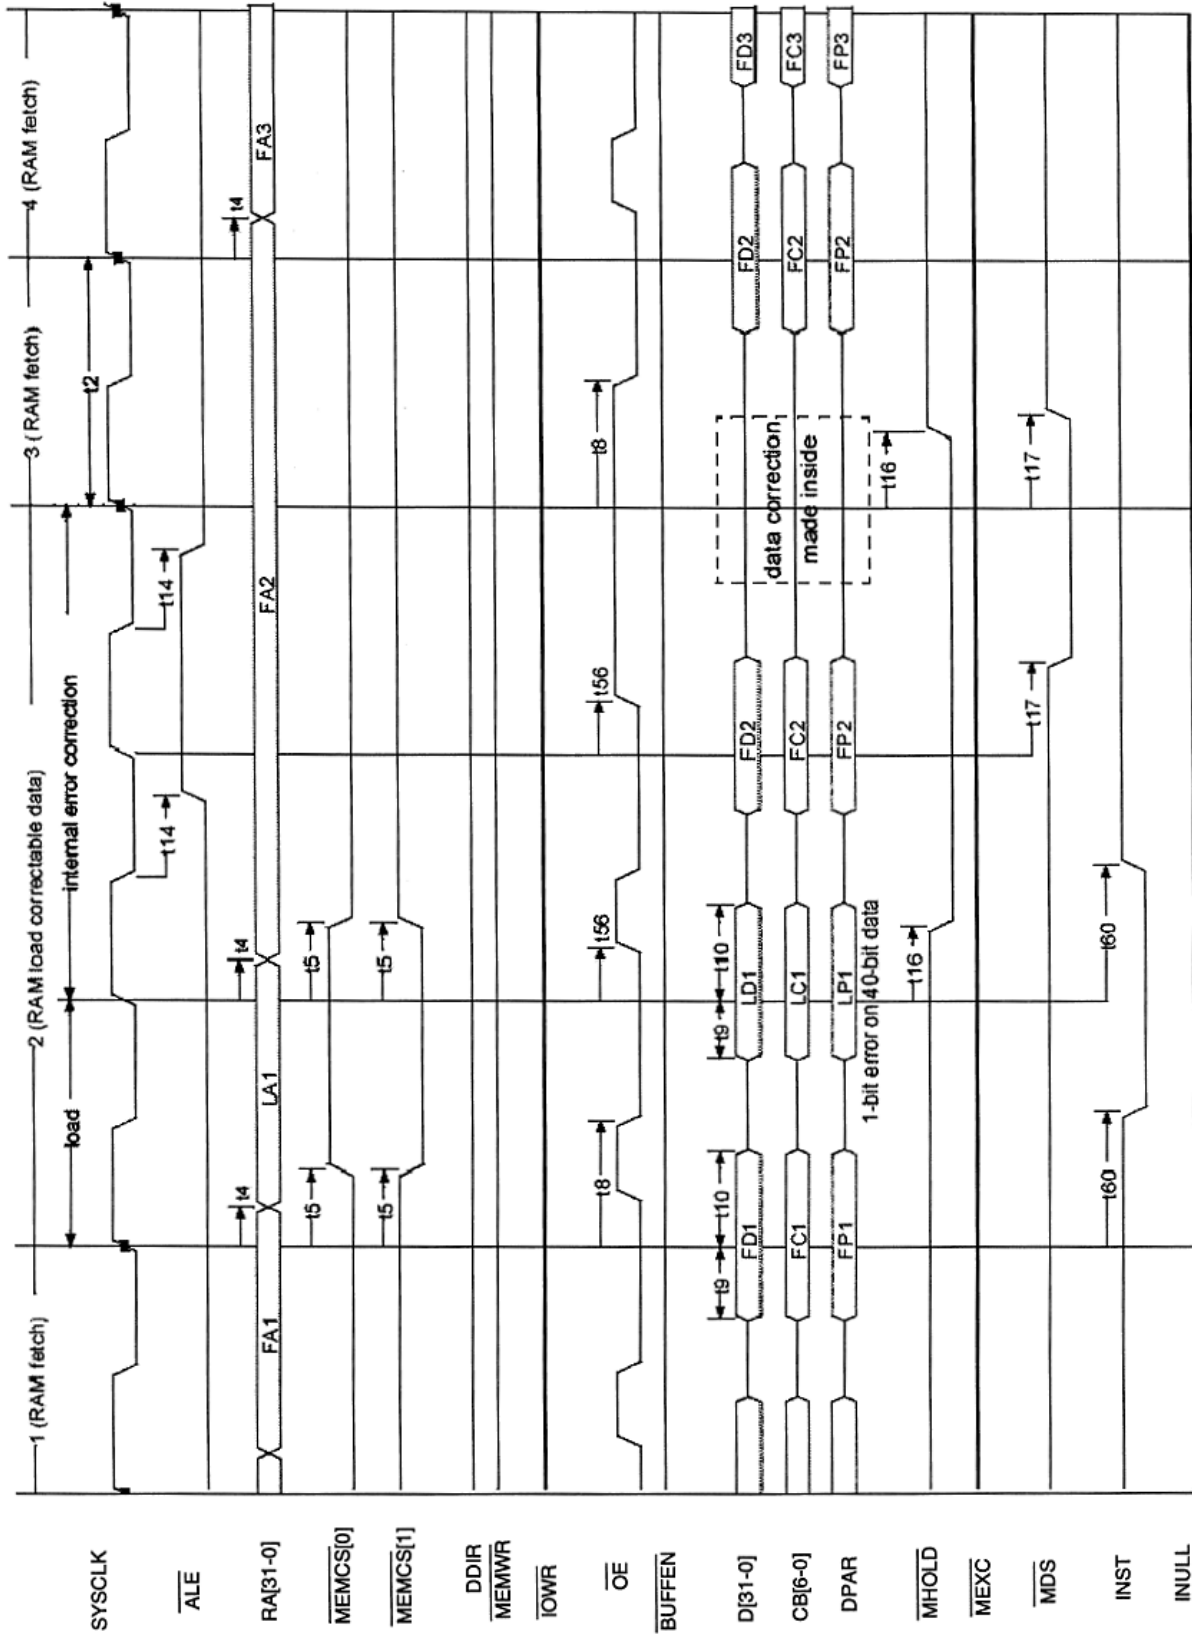 1 (RAM fetch)
2 (RAM load correctable data)
3 ( RAM fetch)
4 (RAM fetch)
load
internal error correction
t2
SYSCLK
t14
t14
ALE
t4
t4
t4
RA[31-0]
FA1
LA1
FA2
FA3
t5
t5
MEMCS[0]
t5
t5
MEMCS[1]
DDIR
MEMWR
IOWR
t8
t56
t56
t8
OE
BUFFEN
t9
t10
t9
t10
D[31-0]
FD1
LD1
FD2
FD2
FD3
data correction
made inside
CB[6-0]
FC1
LC1
FC2
FC2
FC3
DPAR
FP1
LP1
FP2
FP2
FP3
1-bit error on 40-bit data
t16
t16
MHOLD
MEXC
t17
t17
MDS
t60
t60
INST
INULL